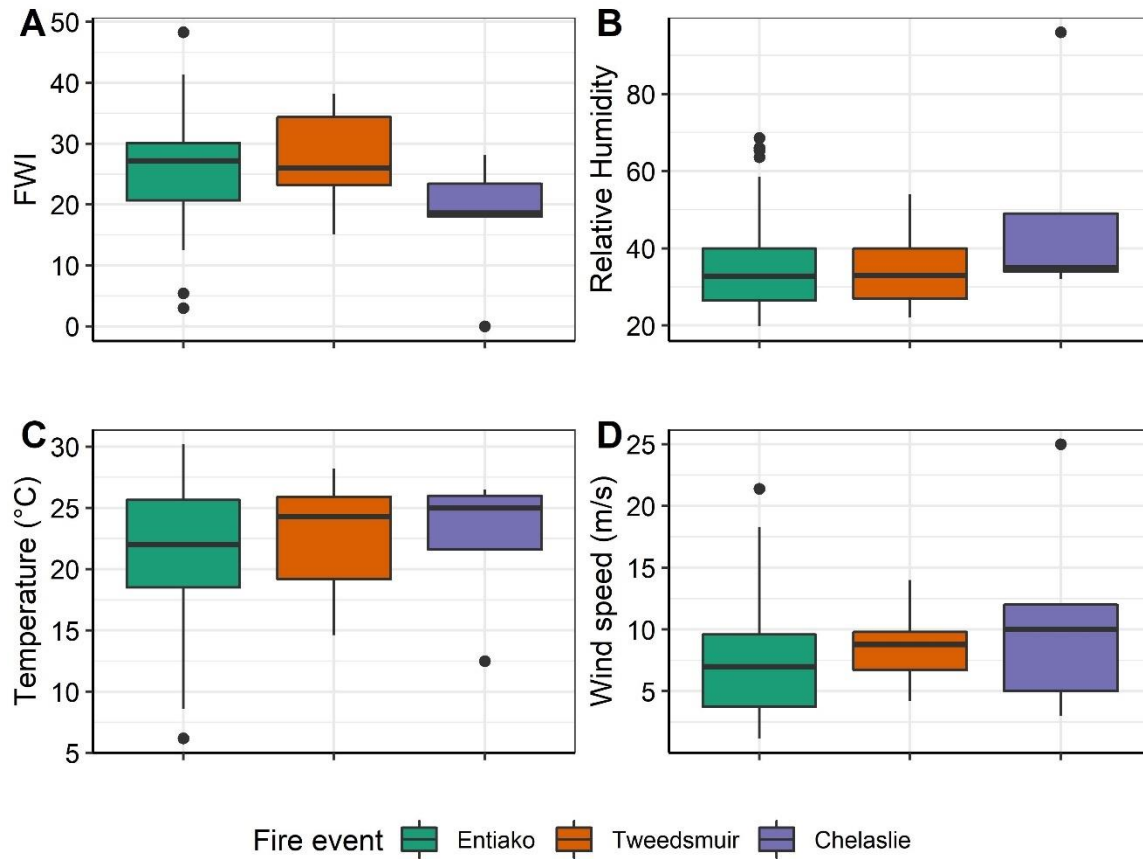 A
FWI
50
40
30
20
10
0
B
Relative Humidity
80
60
40
20
C
Temperature (°C)
30
25
20
15
10
5
D
Wind speed (m/s)
25
20
15
10
5
Fire event Entiako Tweedsmuir Chelaslie